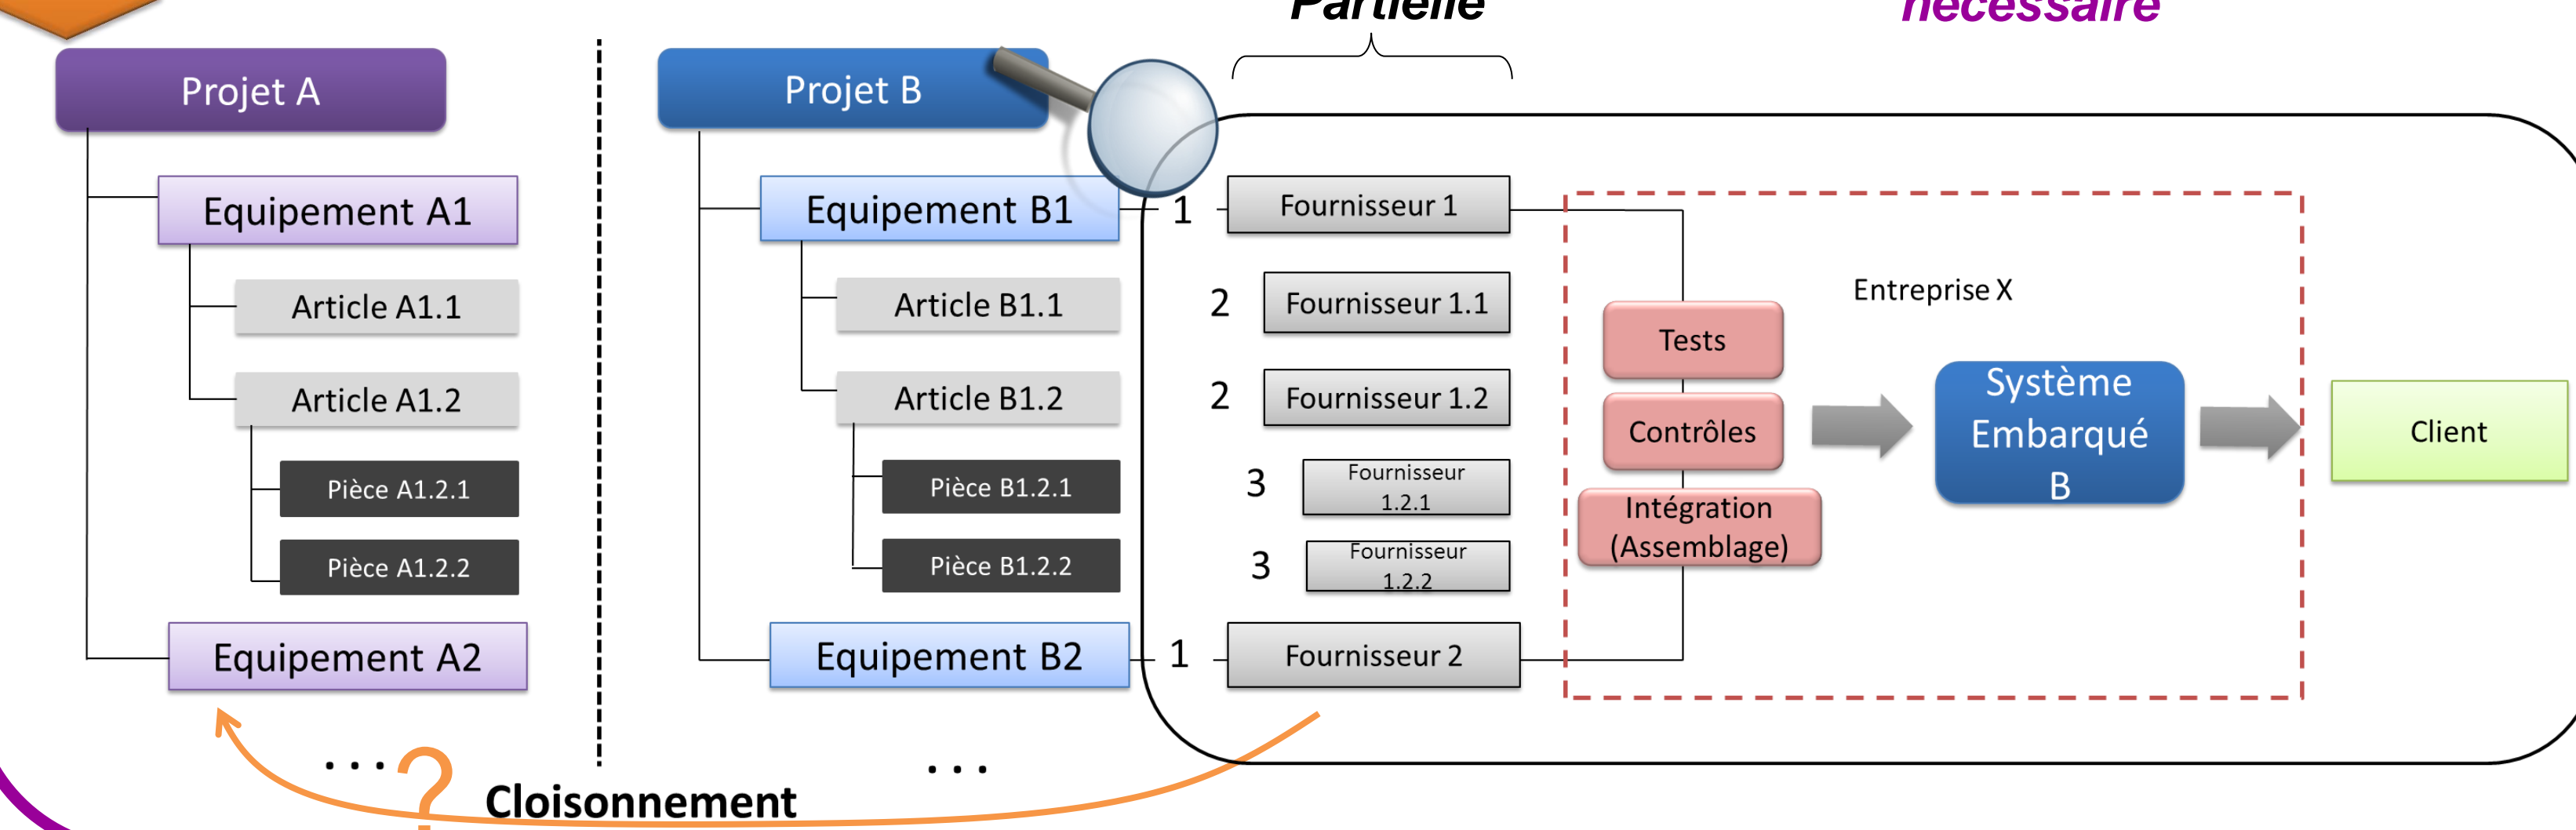 Partielle
nécessaire
Projet A
Projet B
Equipement A1
Equipement B1
1
Fournisseur 1
Article A1.1
Article B1.1
2
Fournisseur 1.1
Entreprise X
Tests
Article A1.2
Article B1.2
2
Fournisseur 1.2
Contrôles
Système
Embarqué
B
Client
Pièce A1.2.1
Pièce B1.2.1
3
Fournisseur
1.2.1
Intégration
(Assemblage)
Pièce A1.2.2
Pièce B1.2.2
3
Fournisseur
1.2.2
Equipement A2
Equipement B2
1
Fournisseur 2
...
?
...
Cloisonnement